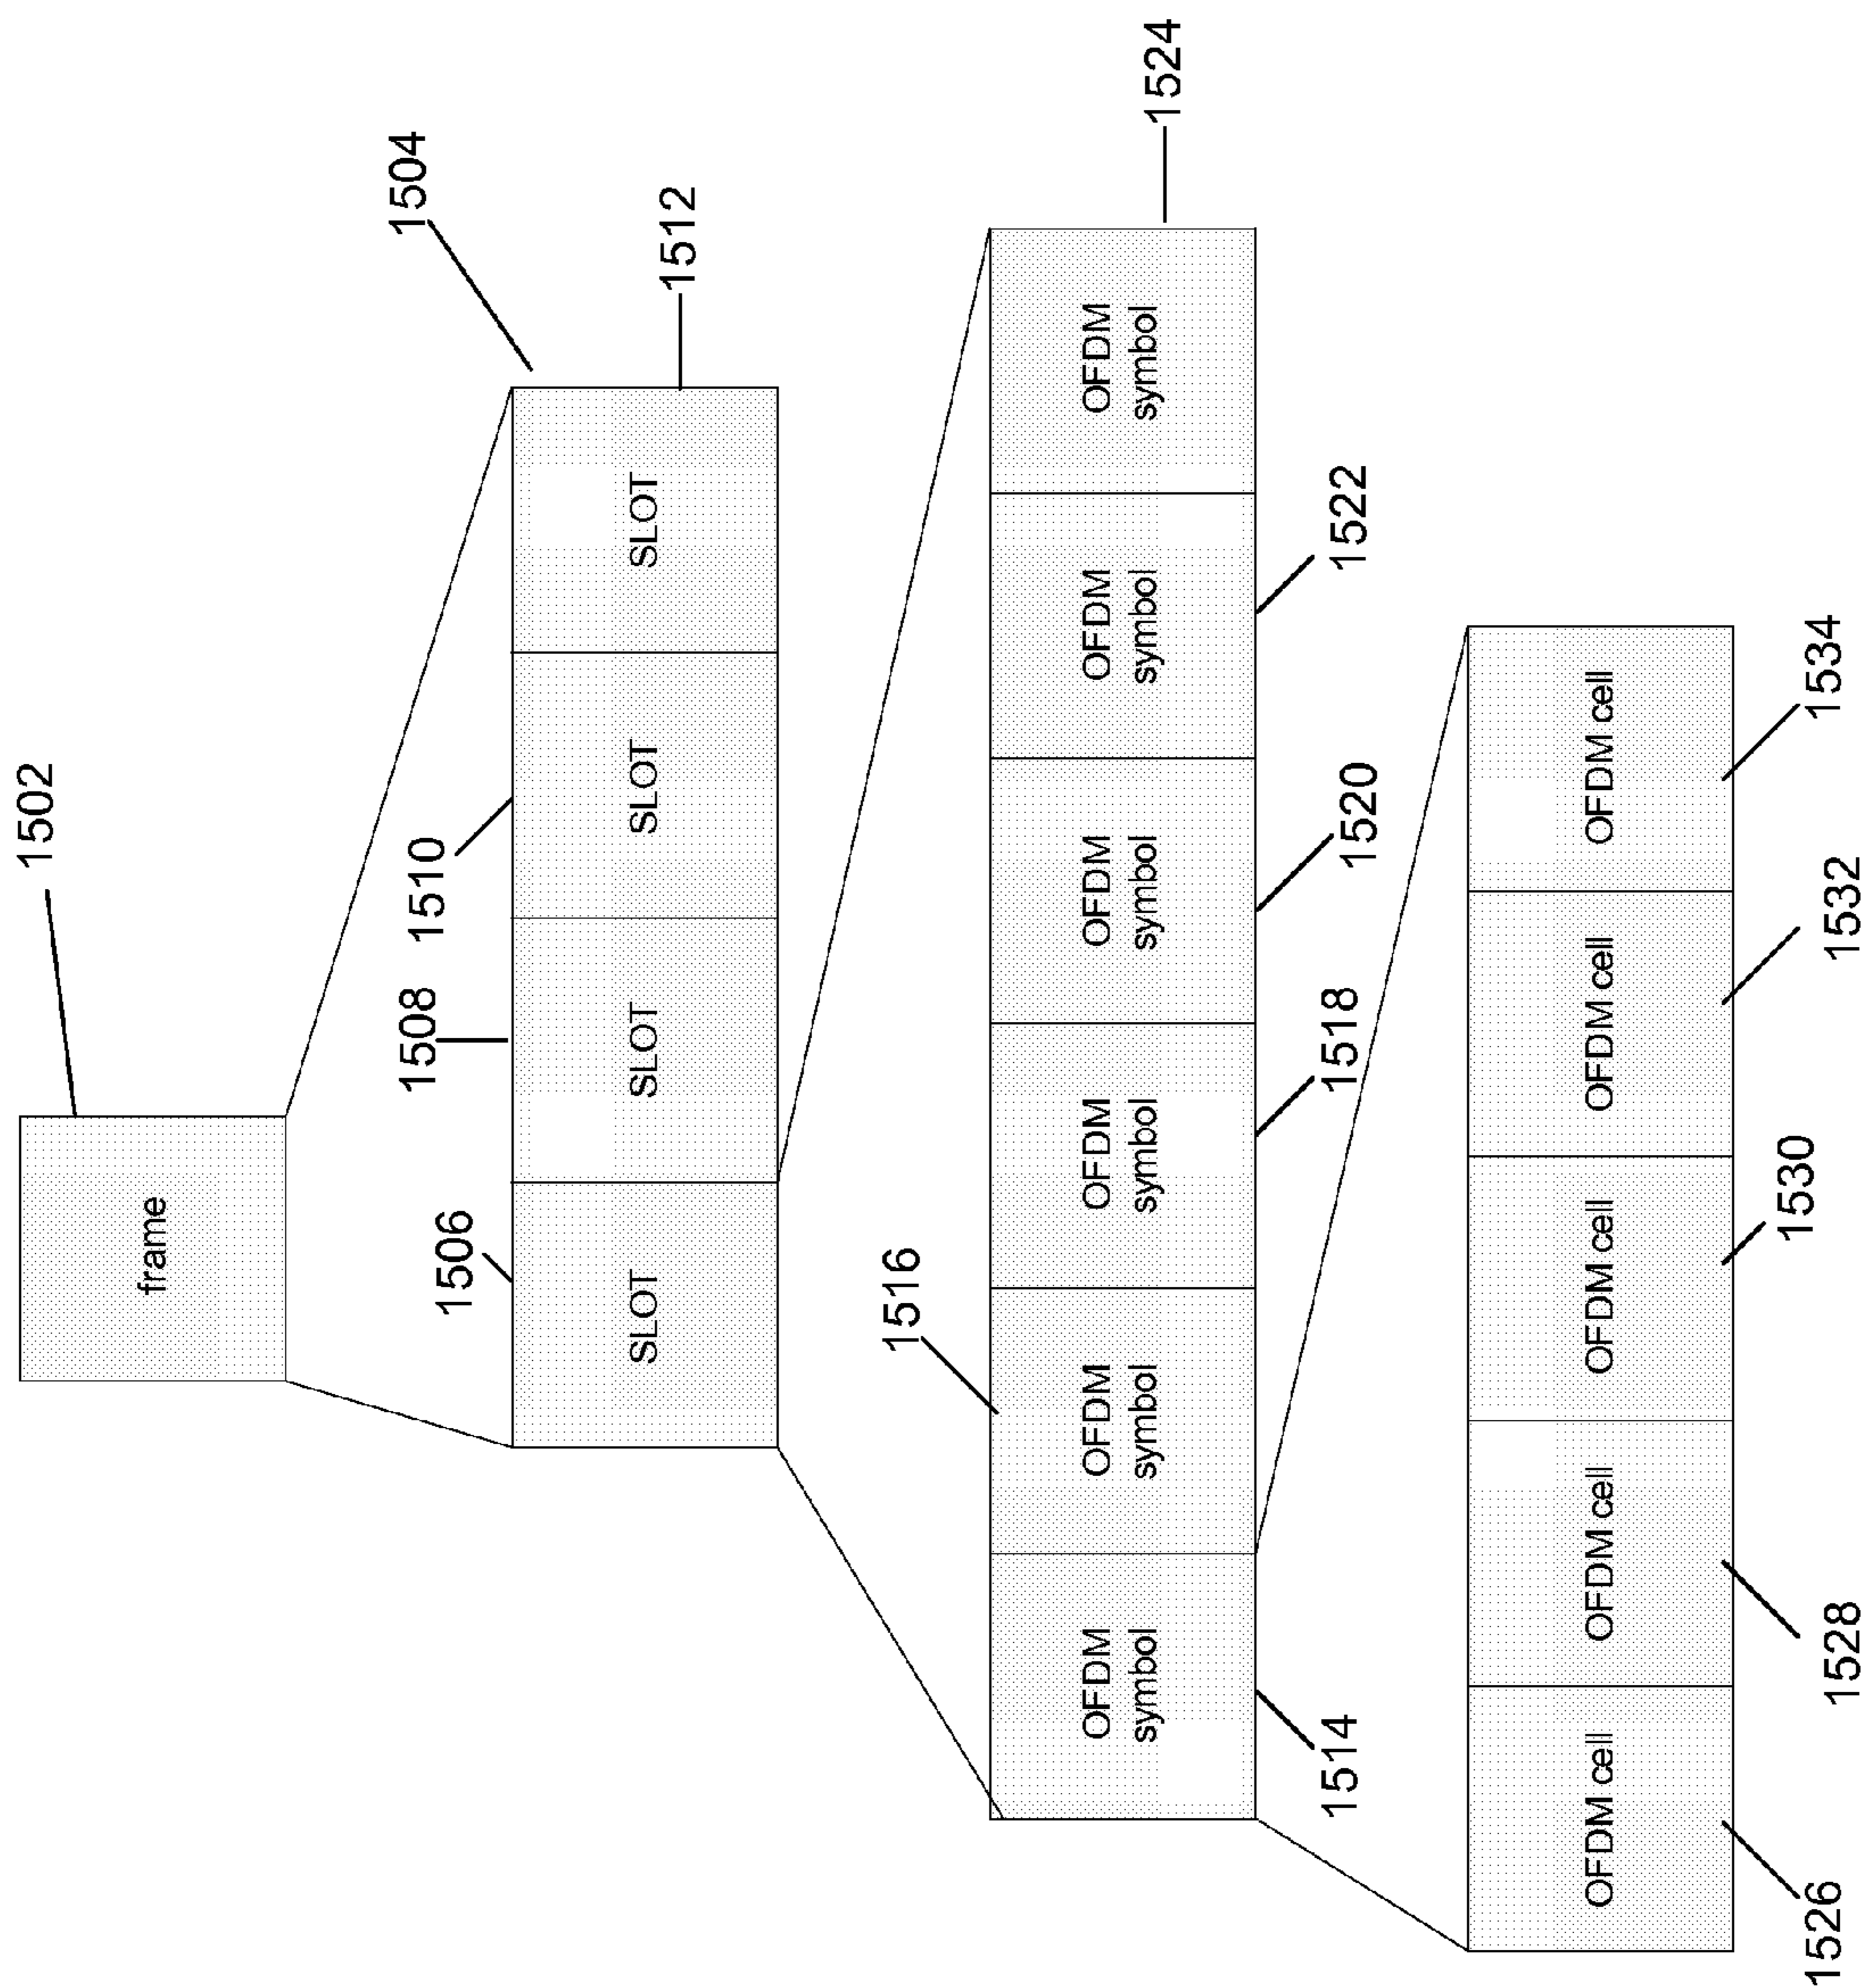 1502
frame
1504
1506
1508
1510
1512
SLOT
SLOT
SLOT
SLOT
1516
1524
OFDM
symbol
OFDM
symbol
OFDM
symbol
OFDM
symbol
OFDM
symbol
OFDM
symbol
1514
1518
1520
1522
OFDM cell
OFDM cell
OFDM cell
OFDM cell
OFDM cell
1526
1528
1530
1532
1534